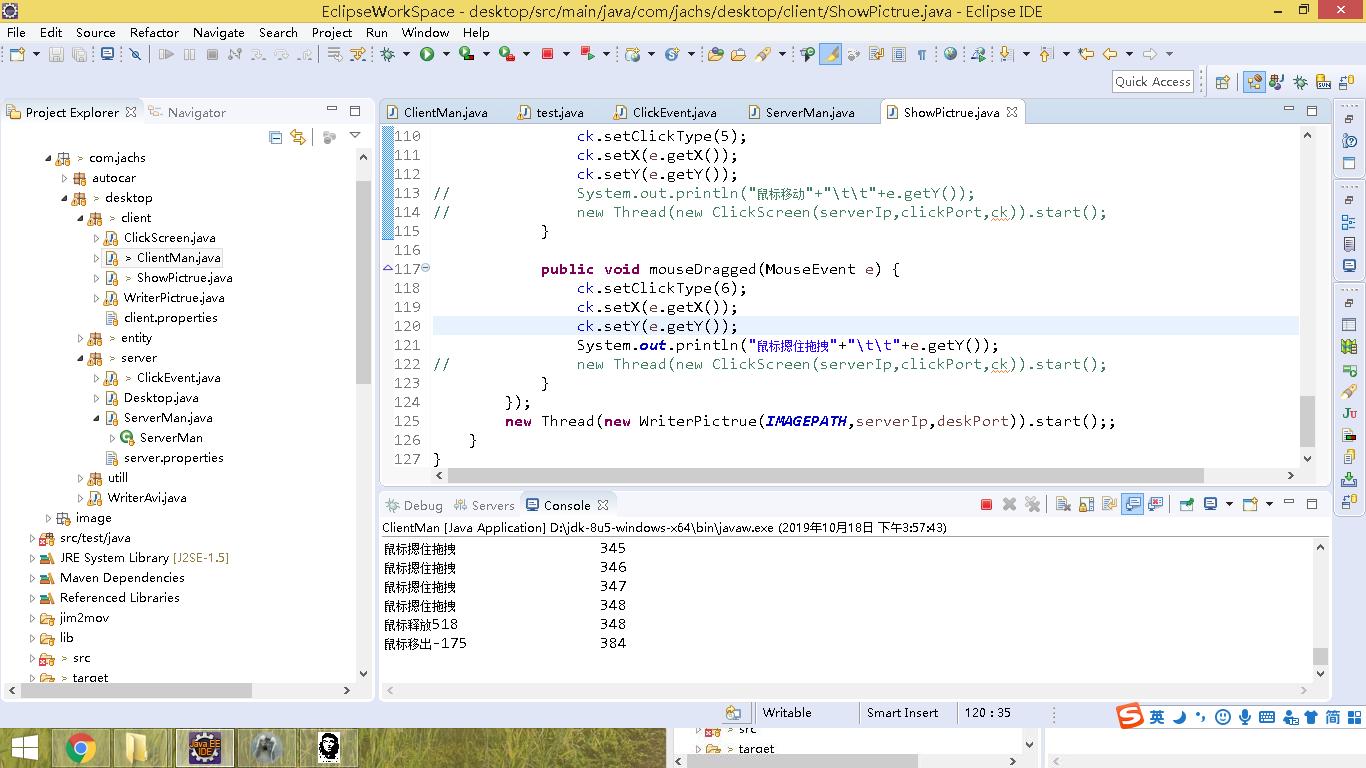 EclipseWorkSpace - desktop/src/main/java/com/jachs/desktop/client/ShowPictrue.java - Eclipse IDE
File Edit Source Refactor Navigate Search Project Run Window Help
Quick Access
Project Explorer
Navigator
> com.jachs
autocar
> desktop
> client
ClickScreen.java
> ClientMan.java
> ShowPictrue.java
WriterPictrue.java
client.properties
> entity
> server
> ClickEvent.java
Desktop.java
ServerMan.java
ServerMan
server.properties
utill
WriterAvi.java
image
src/test/java
JRE System Library [J2SE-1.5]
Maven Dependencies
Referenced Libraries
jim2mov
lib
> src
> target
ClientMan.java test.java ClickEvent.java ServerMan.java ShowPictrue.java
110 ck.setClickType(5);
111 ck.setX(e.getX());
112 ck.setY(e.getY());
113 // System.out.println("鼠标移动"+"\t\t"+e.getY());
114 // new Thread(new ClickScreen(serverIp,clickPort,ck)).start();
115 }
116
117 public void mouseDragged(MouseEvent e) {
118 ck.setClickType(6);
119 ck.setX(e.getX());
120 ck.setY(e.getY());
121 System.out.println("鼠标摁住拖拽"+"\t\t"+e.getY());
122 // new Thread(new ClickScreen(serverIp,clickPort,ck)).start();
123 }
124 });
125 new Thread(new WriterPictrue(IMAGEPATH,serverIp,deskPort)).start();;
126 }
127 }
Debug Servers Console
ClientMan [Java Application] D:\jdk-8u5-windows-x64\bin\javaw.exe (2019年10月18日 下午3:57:43)
鼠标摁住拖拽 345
鼠标摁住拖拽 346
鼠标摁住拖拽 347
鼠标摁住拖拽 348
鼠标释放518 348
鼠标移出-175 384
Writable Smart Insert 120 : 35
英 简
Java EE IDE
> src
> target